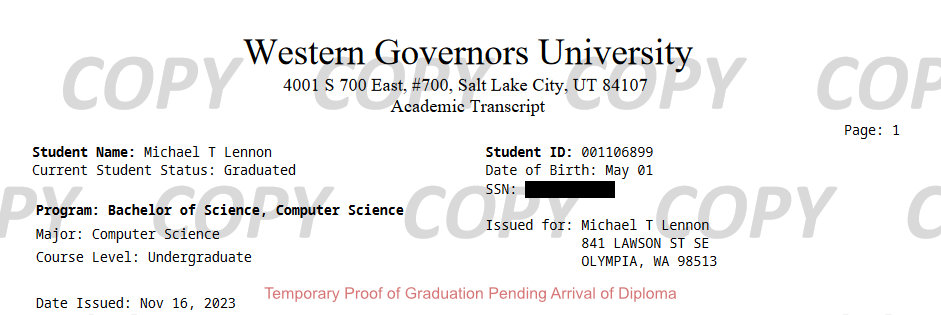 Western Governors University
4001 S 700 East, #700, Salt Lake City, UT 84107
Academic Transcript
Page: 1
Student Name: Michael T Lennon
Current Student Status: Graduated
Student ID: 001106899
Date of Birth: May 01
SSN:
Program: Bachelor of Science, Computer Science
Major: Computer Science
Course Level: Undergraduate
Issued for: Michael T Lennon
841 LAWSON ST SE
OLYMPIA, WA 98513
Date Issued: Nov 16, 2023
Temporary Proof of Graduation Pending Arrival of Diploma
COPY COPY COPY COPY
COPY COPY COPY COPY